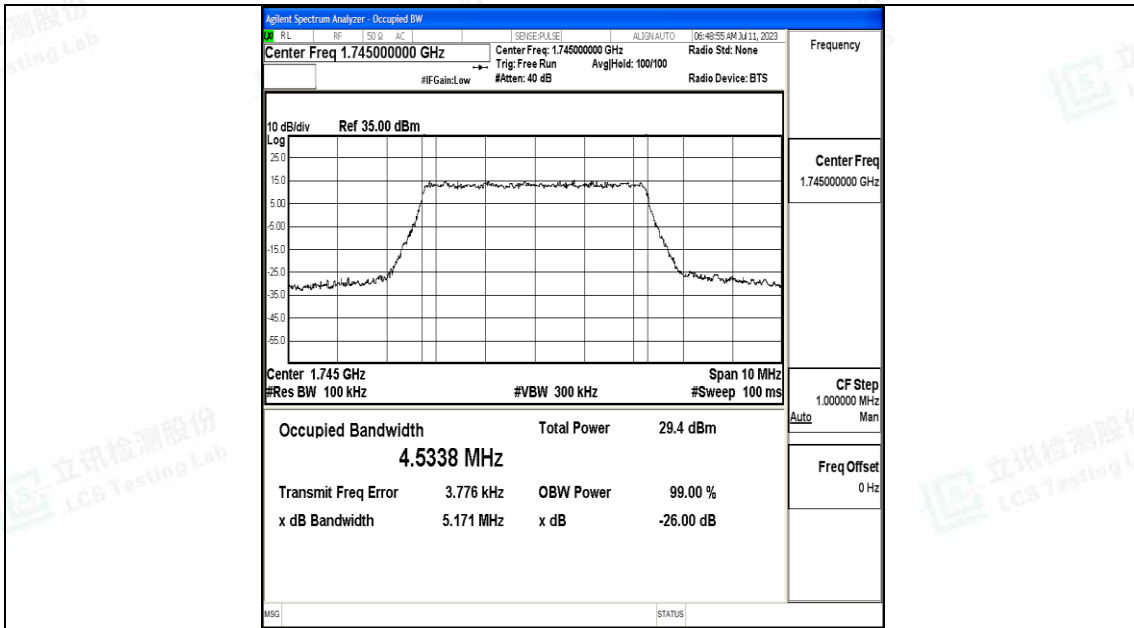 Agilent Spectrum Analyzer - Occupied BW
RL RF 50 Ω AC SENSE:PULSE ALIGN AUTO 06:48:55 AM Jul 11, 2023
Center Freq 1.745000000 GHz
Center Freq: 1.745000000 GHz Radio Std: None
Trig: Free Run Avg|Hold: 100/100
#IFGain:Low #Atten: 40 dB Radio Device: BTS
10 dB/div Ref 35.00 dBm
Log
25.0
15.0
5.00
-5.00
-15.0
-25.0
-35.0
-45.0
-55.0
Center 1.745 GHz Span 10 MHz
#Res BW 100 kHz #VBW 300 kHz #Sweep 100 ms
Occupied Bandwidth Total Power 29.4 dBm
4.5338 MHz
Transmit Freq Error 3.776 kHz OBW Power 99.00 %
x dB Bandwidth 5.171 MHz x dB -26.00 dB
MSG STATUS
Frequency
Center Freq
1.745000000 GHz
CF Step
1.000000 MHz
Auto Man
Freq Offset
0 Hz
立讯检测股份
LCS Testing Lab
立讯检测股份
LCS Testing